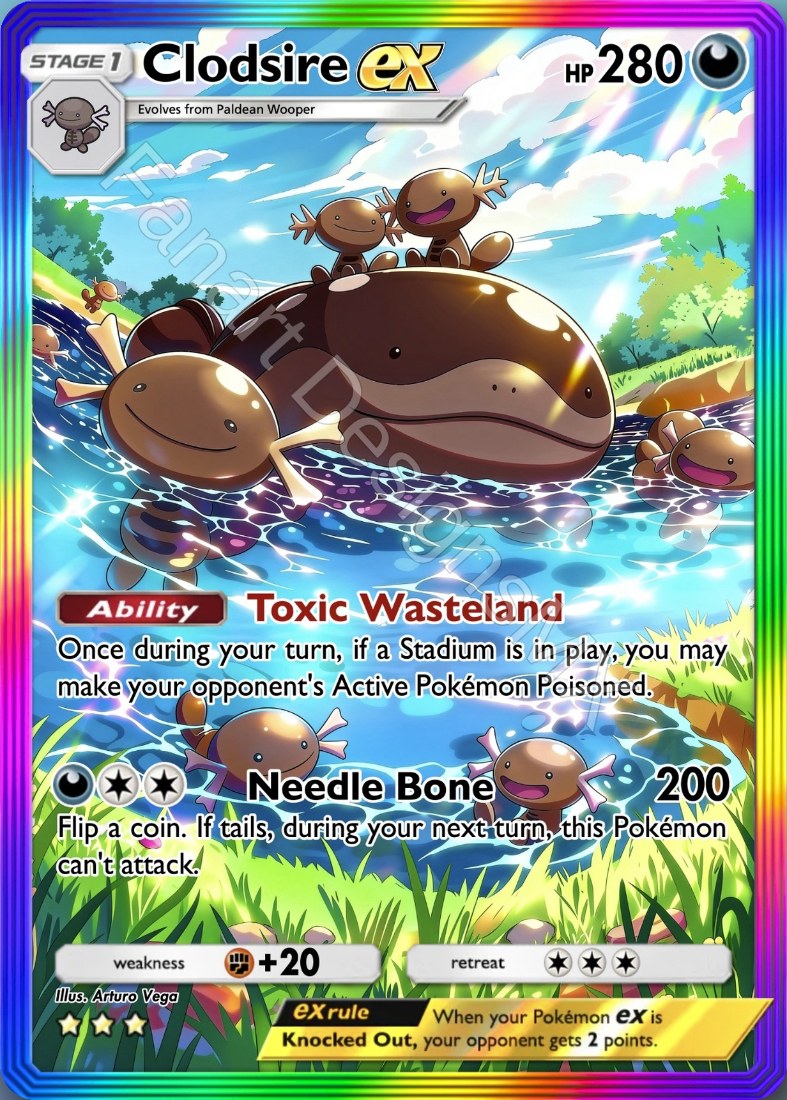 STAGE 1 Clodsire ex HP 280
Evolves from Paldean Wooper
Fanart Designs
Ability Toxic Wasteland
Once during your turn, if a Stadium is in play, you may
make your opponent's Active Pokémon Poisoned.
Needle Bone 200
Flip a coin. If tails, during your next turn, this Pokémon
can't attack.
weakness +20 retreat
Illus. Arturo Vega
ex rule When your Pokémon ex is
Knocked Out, your opponent gets 2 points.